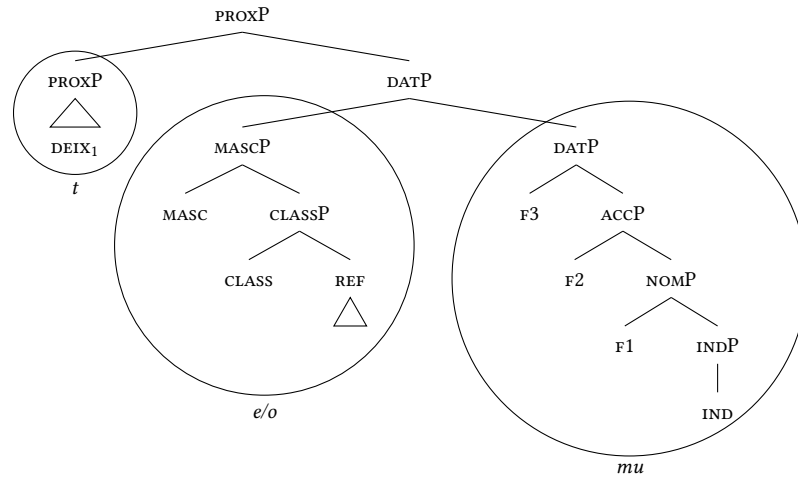 PROXP
PROXP DATP
DEIX₁ MASCP DATP
t
MASC CLASSP F3 ACCP
CLASS REF F2 NOMP
F1 INDP
e/o IND
mu